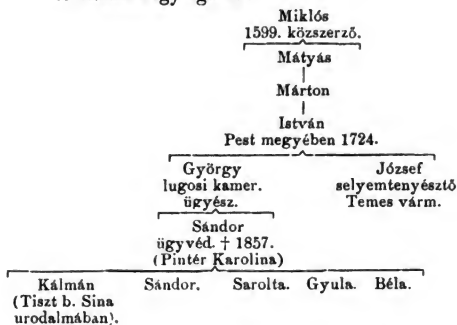 Miklós
1599. közszerző.
Mátyás
Márton
István
Pest megyében 1724.
György József
lugosi kamer. selyemtenyésztő
ügyész. Temes várm.
Sándor
ügyvéd. † 1857.
(Pintér Karolina)
Kálmán Sándor. Sarolta. Gyula. Béla.
(Tiszt b. Sina
urodalmában).